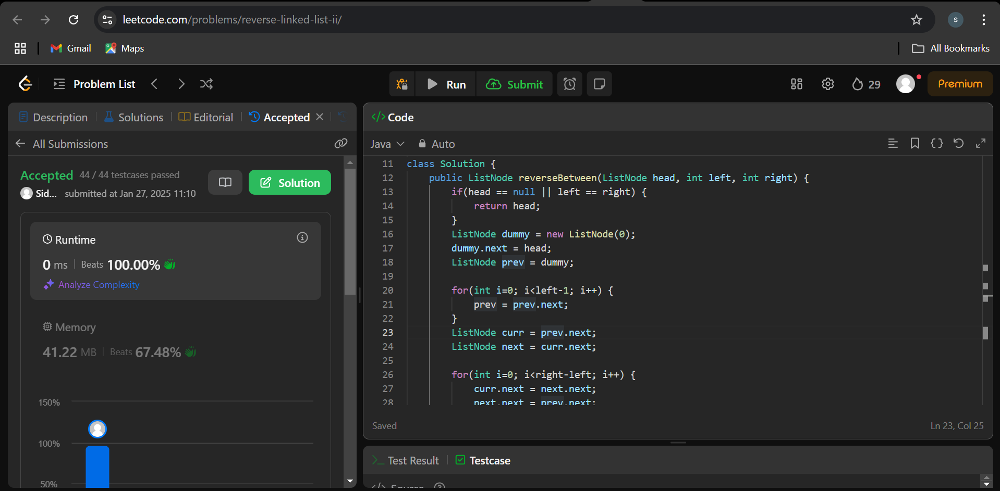 leetcode.com/problems/reverse-linked-list-ii/
S
Gmail
Maps
All Bookmarks
Problem List
Run
Submit
29
Premium
Description
Solutions
Editorial
Accepted
All Submissions
Accepted 44 / 44 testcases passed
Sid... submitted at Jan 27, 2025 11:10
Solution
Runtime
0 ms | Beats 100.00%
Analyze Complexity
Memory
41.22 MB | Beats 67.48%
150%
100%
50%
</> Code
Java
Auto
11 class Solution {
12 public ListNode reverseBetween(ListNode head, int left, int right) {
13 if(head == null || left == right) {
14 return head;
15 }
16 ListNode dummy = new ListNode(0);
17 dummy.next = head;
18 ListNode prev = dummy;
19
20 for(int i=0; i<left-1; i++) {
21 prev = prev.next;
22 }
23 ListNode curr = prev.next;
24 ListNode next = curr.next;
25
26 for(int i=0; i<right-left; i++) {
27 curr.next = next.next;
28 next.next = prev.next;
Saved
Ln 23, Col 25
Test Result
Testcase
</> Source